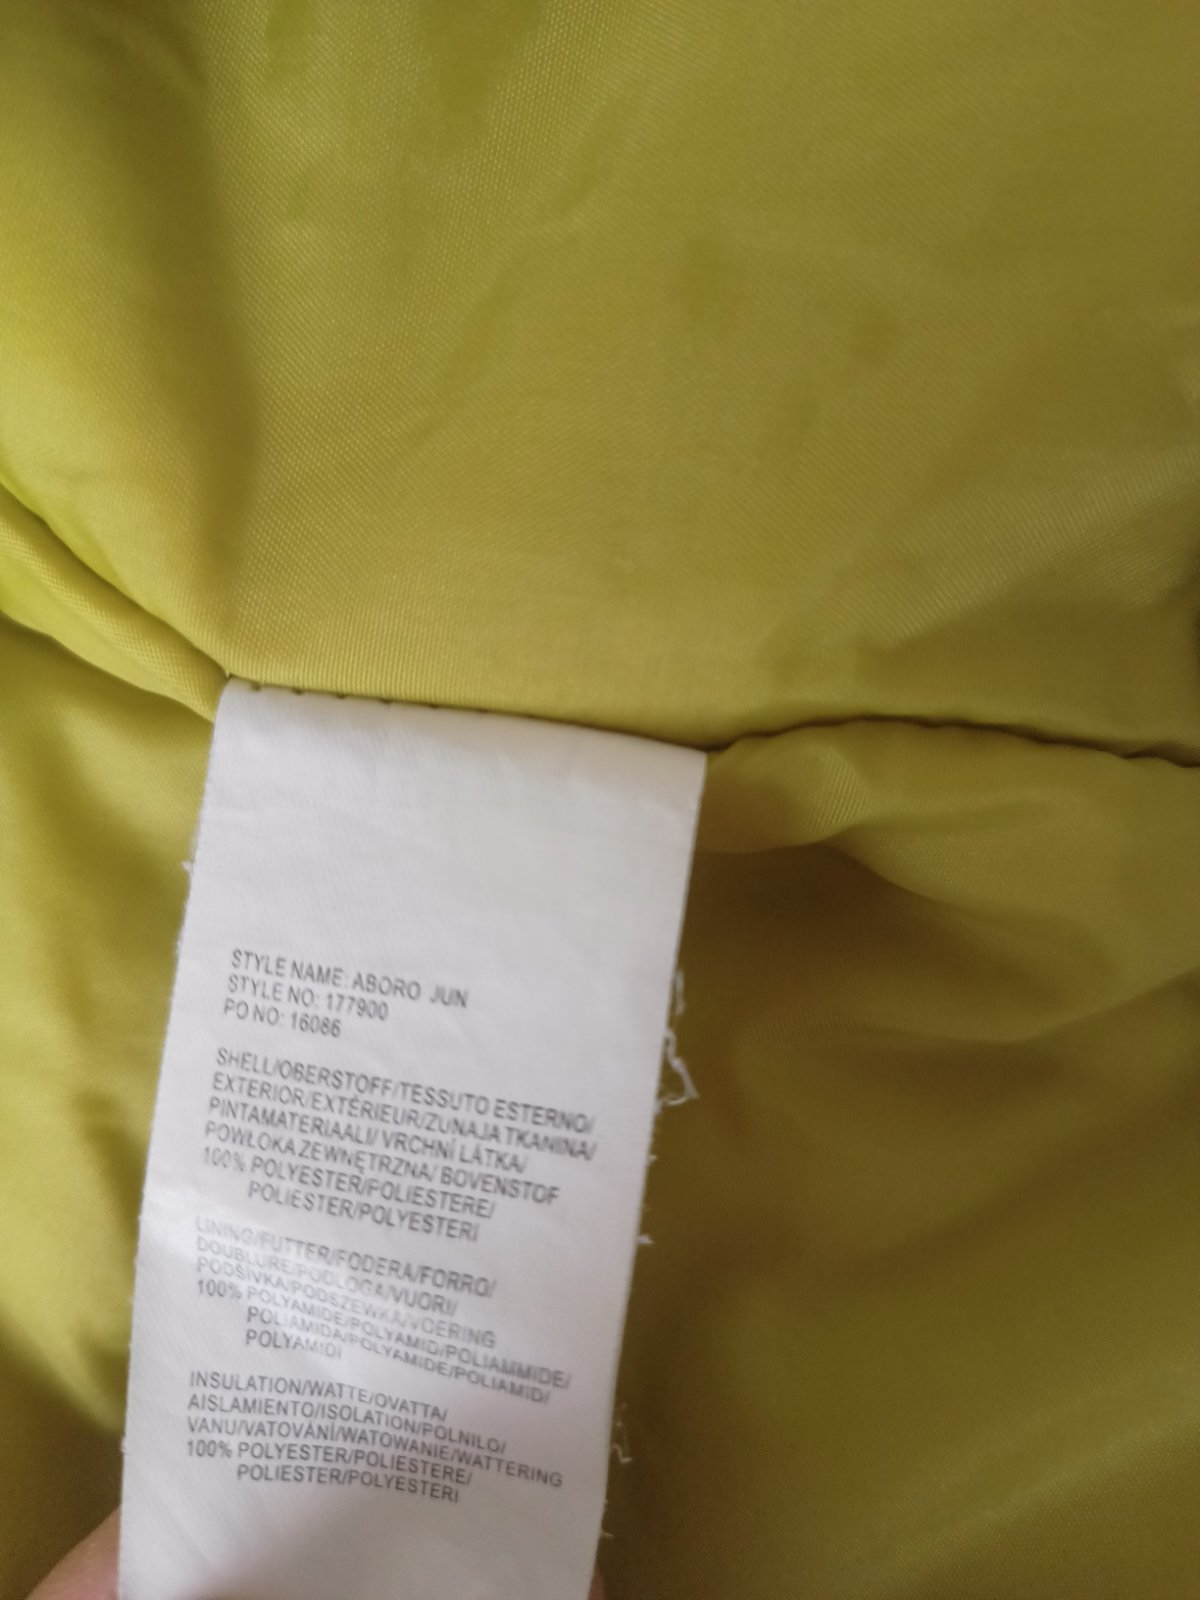 STYLE NAME: ABORO JUN
STYLE NO: 177900
PO NO: 16086
SHELL/OBERSTOFF/TESSUTO ESTERNO/
EXTERIOR/EXTÉRIEUR/ZUNAJA TKANINA/
PINTAMATERIAALI/ VRCHNÍ LÁTKA/
POWŁOKA ZEWNĘTRZNA/ BOVENSTOF
100% POLYESTER/POLIESTERE/
POLIESTER/POLYESTERI
LINING/FUTTER/FODERA/FORRO/
DOUBLURE/PODLOGA/VUORI/
PODŠÍVKA/PODSZEWKA/VOERING
100% POLYAMIDE/POLYAMID/POLIAMMIDE/
POLIAMIDA/POLYAMIDE/POLIAMID/
POLYAMIDI
INSULATION/WATTE/OVATTA/
AISLAMIENTO/ISOLATION/POLNILO/
VANU/VATOVÁNÍ/WATOWANIE/WATTERING
100% POLYESTER/POLIESTERE/
POLIESTER/POLYESTERI